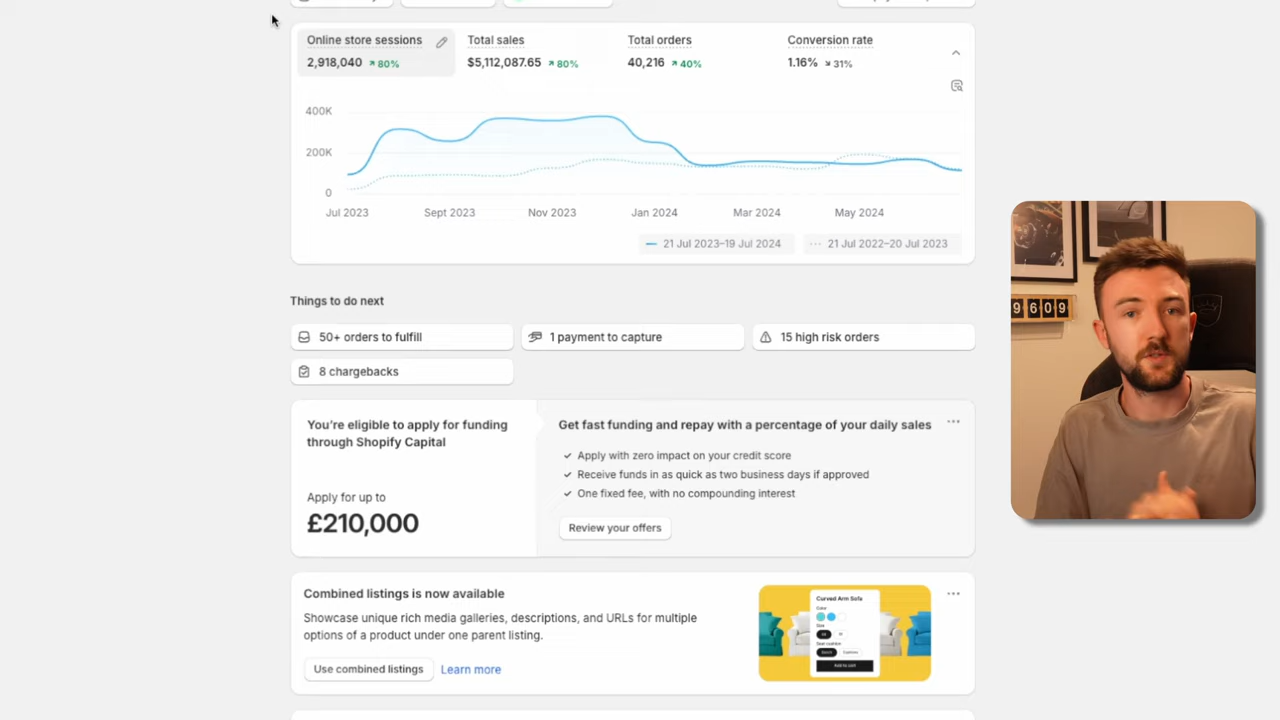 Online store sessions
2,918,040 ↗ 80%
Total sales
$5,112,087.65 ↗ 80%
Total orders
40,216 ↗ 40%
Conversion rate
1.16% ↘ 31%
400K
200K
0
Jul 2023
Sept 2023
Nov 2023
Jan 2024
Mar 2024
May 2024
21 Jul 2023–19 Jul 2024
21 Jul 2022–20 Jul 2023
Things to do next
50+ orders to fulfill
1 payment to capture
15 high risk orders
8 chargebacks
You're eligible to apply for funding
through Shopify Capital
Apply for up to
£210,000
Get fast funding and repay with a percentage of your daily sales
Apply with zero impact on your credit score
Receive funds in as quick as two business days if approved
One fixed fee, with no compounding interest
Review your offers
Combined listings is now available
Showcase unique rich media galleries, descriptions, and URLs for multiple
options of a product under one parent listing.
Use combined listings
Learn more
Curved Arm Sofa
Color
Size
Add to cart
9609